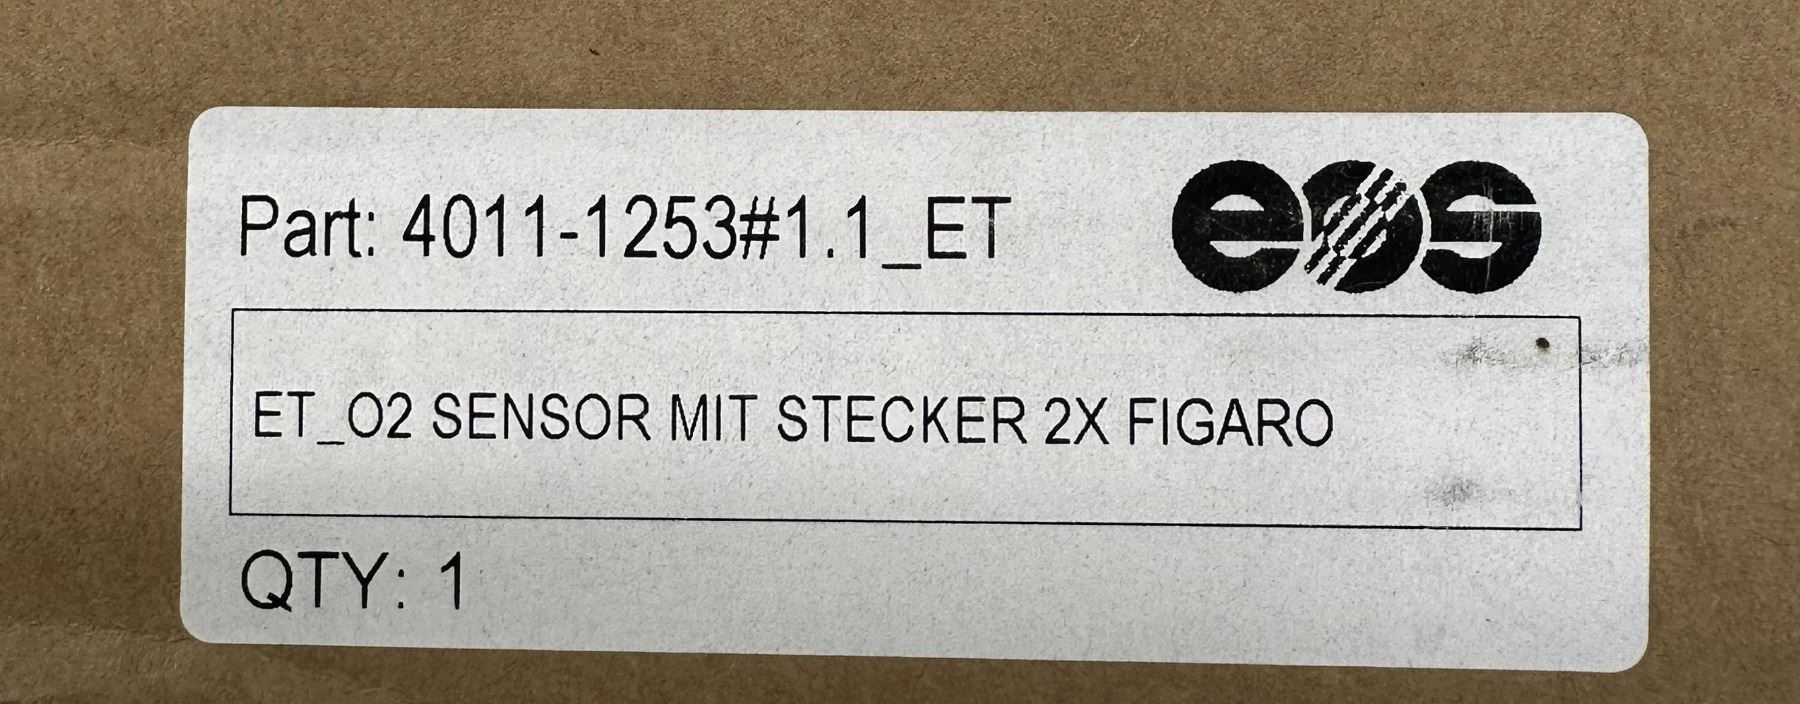 Part: 4011-1253#1.1_ET
eos
ET_O2 SENSOR MIT STECKER 2X FIGARO
QTY: 1